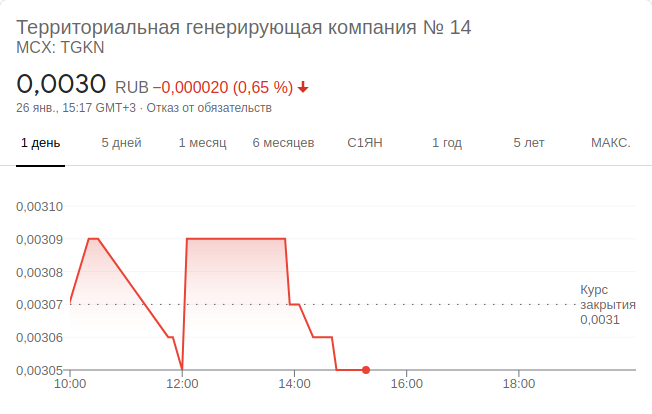 Территориальная генерирующая компания № 14
MCX: TGKN
0,0030 RUB −0,000020 (0,65 %)
26 янв., 15:17 GMT+3 · Отказ от обязательств
1 день 5 дней 1 месяц 6 месяцев С1ЯН 1 год 5 лет МАКС.
0,00310
0,00309
0,00308
0,00307
0,00306
0,00305
Курс
закрытия
0,0031
10:00 12:00 14:00 16:00 18:00